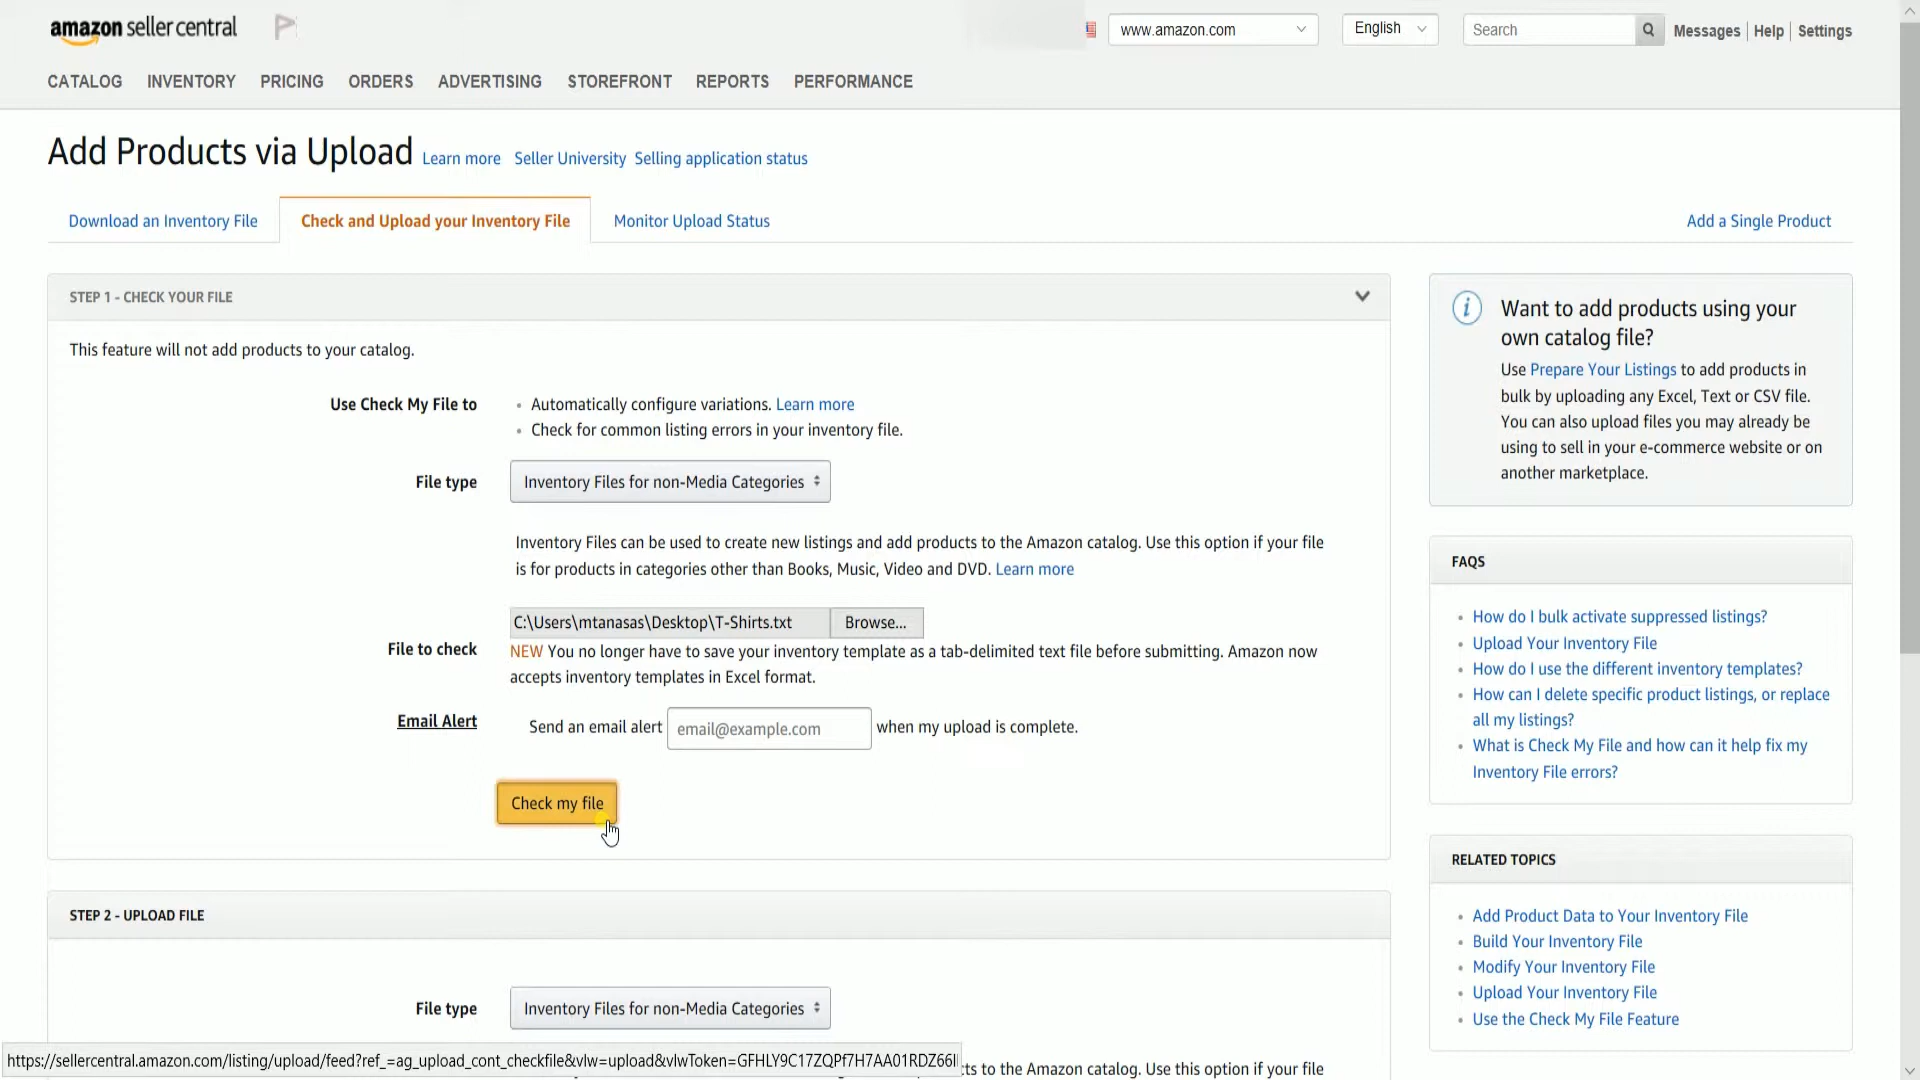 amazon seller central
www.amazon.com
English
Search
Messages | Help | Settings
CATALOG INVENTORY PRICING ORDERS ADVERTISING STOREFRONT REPORTS PERFORMANCE
Add Products via Upload Learn more Seller University Selling application status
Download an Inventory File
Check and Upload your Inventory File
Monitor Upload Status
Add a Single Product
STEP 1 - CHECK YOUR FILE
This feature will not add products to your catalog.
Use Check My File to
• Automatically configure variations. Learn more
• Check for common listing errors in your inventory file.
File type
Inventory Files for non-Media Categories
Inventory Files can be used to create new listings and add products to the Amazon catalog. Use this option if your file
is for products in categories other than Books, Music, Video and DVD. Learn more
File to check
C:\Users\mtanasas\Desktop\T-Shirts.txt
Browse...
NEW You no longer have to save your inventory template as a tab-delimited text file before submitting. Amazon now
accepts inventory templates in Excel format.
Email Alert
Send an email alert email@example.com when my upload is complete.
Check my file
STEP 2 - UPLOAD FILE
File type
Inventory Files for non-Media Categories
cts to the Amazon catalog. Use this option if your file
https://sellercentral.amazon.com/listing/upload/feed?ref_=ag_upload_cont_checkfile&vlw=upload&vlwToken=GFHLY9C17ZQPf7H7AA01RDZ66I
Want to add products using your
own catalog file?
Use Prepare Your Listings to add products in
bulk by uploading any Excel, Text or CSV file.
You can also upload files you may already be
using to sell in your e-commerce website or on
another marketplace.
FAQS
• How do I bulk activate suppressed listings?
• Upload Your Inventory File
• How do I use the different inventory templates?
• How can I delete specific product listings, or replace
all my listings?
• What is Check My File and how can it help fix my
Inventory File errors?
RELATED TOPICS
• Add Product Data to Your Inventory File
• Build Your Inventory File
• Modify Your Inventory File
• Upload Your Inventory File
• Use the Check My File Feature